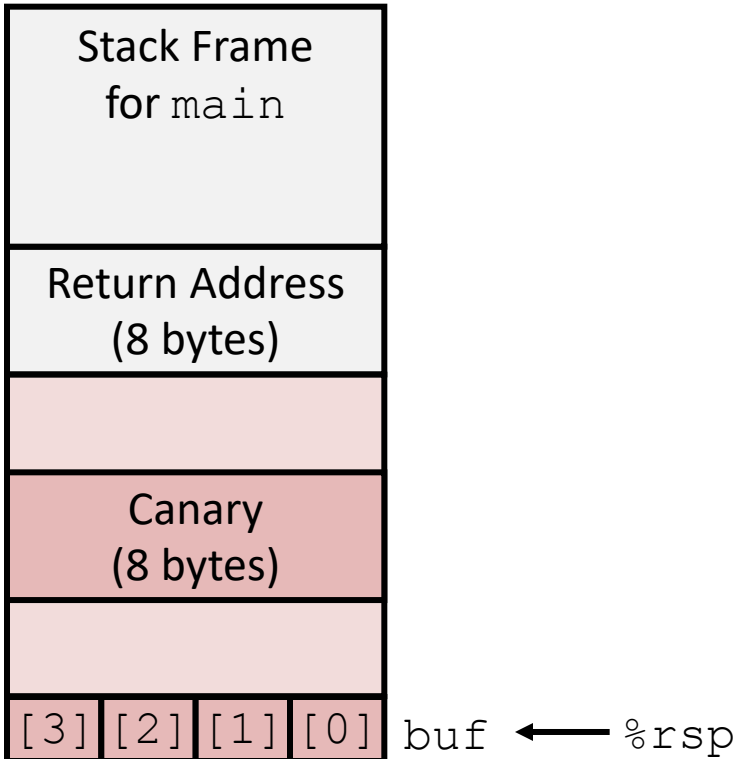 Stack Frame
for main
Return Address
(8 bytes)
Canary
(8 bytes)
[3] [2] [1] [0] buf %rsp